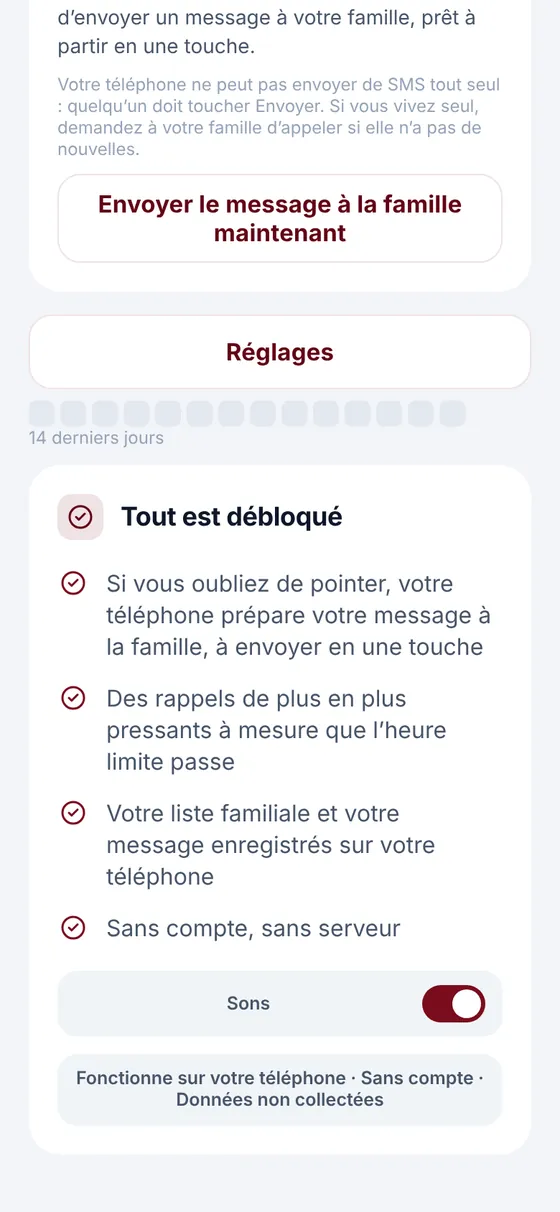 d’envoyer un message à votre famille, prêt à
partir en une touche.
Votre téléphone ne peut pas envoyer de SMS tout seul
: quelqu’un doit toucher Envoyer. Si vous vivez seul,
demandez à votre famille d’appeler si elle n’a pas de
nouvelles.
Envoyer le message à la famille
maintenant
Réglages
14 derniers jours
Tout est débloqué
Si vous oubliez de pointer, votre
téléphone prépare votre message à
la famille, à envoyer en une touche
Des rappels de plus en plus
pressants à mesure que l’heure
limite passe
Votre liste familiale et votre
message enregistrés sur votre
téléphone
Sans compte, sans serveur
Sons
Fonctionne sur votre téléphone · Sans compte ·
Données non collectées